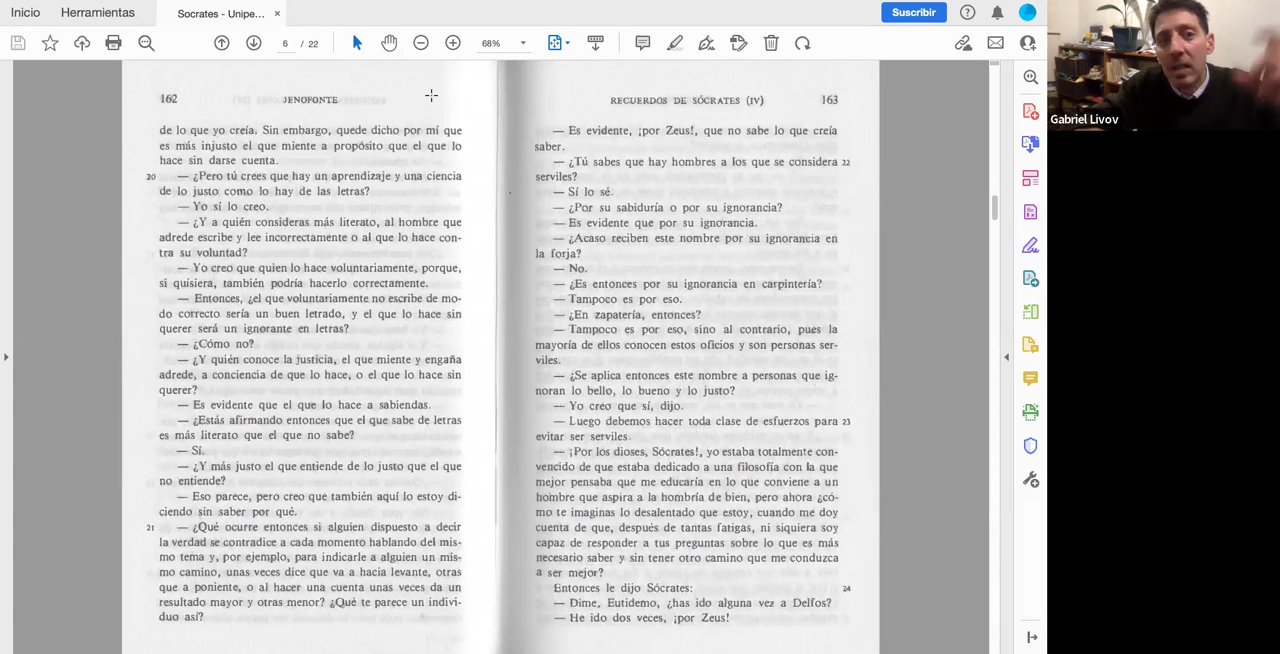 Inicio
Herramientas
Socrates - Unipe...
×
Suscribir
6 / 22
68%
Gabriel Livov
162
JENOFONTE
de lo que yo creía. Sin embargo, quede dicho por mí que
es más injusto el que miente a propósito que el que lo
hace sin darse cuenta.
20 — ¿Pero tú crees que hay un aprendizaje y una ciencia
de lo justo como lo hay de las letras?
— Yo sí lo creo.
— ¿Y a quién consideras más literato, al hombre que
adrede escribe y lee incorrectamente o al que lo hace con-
tra su voluntad?
— Yo creo que quien lo hace voluntariamente, porque,
si quisiera, también podría hacerlo correctamente.
— Entonces, ¿el que voluntariamente no escribe de mo-
do correcto sería un buen letrado, y el que lo hace sin
querer será un ignorante en letras?
— ¿Cómo no?
— ¿Y quién conoce la justicia, el que miente y engaña
adrede, a conciencia de que lo hace, o el que lo hace sin
querer?
— Es evidente que el que lo hace a sabiendas.
— ¿Estás afirmando entonces que el que sabe de letras
es más literato que el que no sabe?
— Sí.
— ¿Y más justo el que entiende de lo justo que el que
no entiende?
— Eso parece, pero creo que también aquí lo estoy di-
ciendo sin saber por qué.
21 — ¿Qué ocurre entonces si alguien dispuesto a decir
la verdad se contradice a cada momento hablando del mis-
mo tema y, por ejemplo, para indicarle a alguien un mis-
mo camino, unas veces dice que va a hacia levante, otras
que a poniente, o al hacer una cuenta unas veces da un
resultado mayor y otras menor? ¿Qué te parece un indivi-
duo así?
RECUERDOS DE SÓCRATES (IV)
163
— Es evidente, ¡por Zeus!, que no sabe lo que creía
saber.
— ¿Tú sabes que hay hombres a los que se considera 22
serviles?
— Sí lo sé.
— ¿Por su sabiduría o por su ignorancia?
— Es evidente que por su ignorancia.
— ¿Acaso reciben este nombre por su ignorancia en
la forja?
— No.
— ¿Es entonces por su ignorancia en carpintería?
— Tampoco es por eso.
— ¿En zapatería, entonces?
— Tampoco es por eso, sino al contrario, pues la
mayoría de ellos conocen estos oficios y son personas ser-
viles.
— ¿Se aplica entonces este nombre a personas que ig-
noran lo bello, lo bueno y lo justo?
— Yo creo que sí, dijo.
— Luego debemos hacer toda clase de esfuerzos para 23
evitar ser serviles.
— ¡Por los dioses, Sócrates!, yo estaba totalmente con-
vencido de que estaba dedicado a una filosofía con la que
mejor pensaba que me educaría en lo que conviene a un
hombre que aspira a la hombría de bien, pero ahora ¿có-
mo te imaginas lo desalentado que estoy, cuando me doy
cuenta de que, después de tantas fatigas, ni siquiera soy
capaz de responder a tus preguntas sobre lo que es más
necesario saber y sin tener otro camino que me conduzca
a ser mejor?
Entonces le dijo Sócrates: 24
— Dime, Eutidemo, ¿has ido alguna vez a Delfos?
— He ido dos veces, ¡por Zeus!